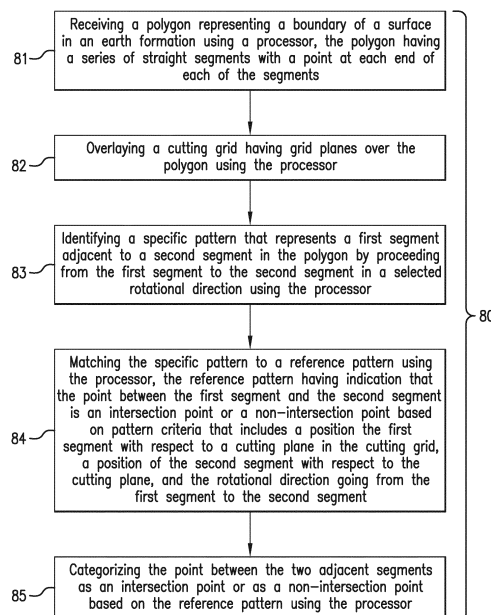 Receiving a polygon representing a boundary of a surface
in an earth formation using a processor, the polygon having
a series of straight segments with a point at each end of
each of the segments
81
Overlaying a cutting grid having grid planes over the
polygon using the processor
82
Identifying a specific pattern that represents a first segment
adjacent to a second segment in the polygon by proceeding
from the first segment to the second segment in a selected
rotational direction using the processor
83
80
Matching the specific pattern to a reference pattern using
the processor, the reference pattern having indication that
the point between the first segment and the second segment
is an intersection point or a non-intersection point based
on pattern criteria that includes a position the first
segment with respect to a cutting plane in the cutting grid,
a position of the second segment with respect to the
cutting plane, and the rotational direction going from the
first segment to the second segment
84
Categorizing the point between the two adjacent segments
as an intersection point or as a non-intersection point
based on the reference pattern using the processor
85